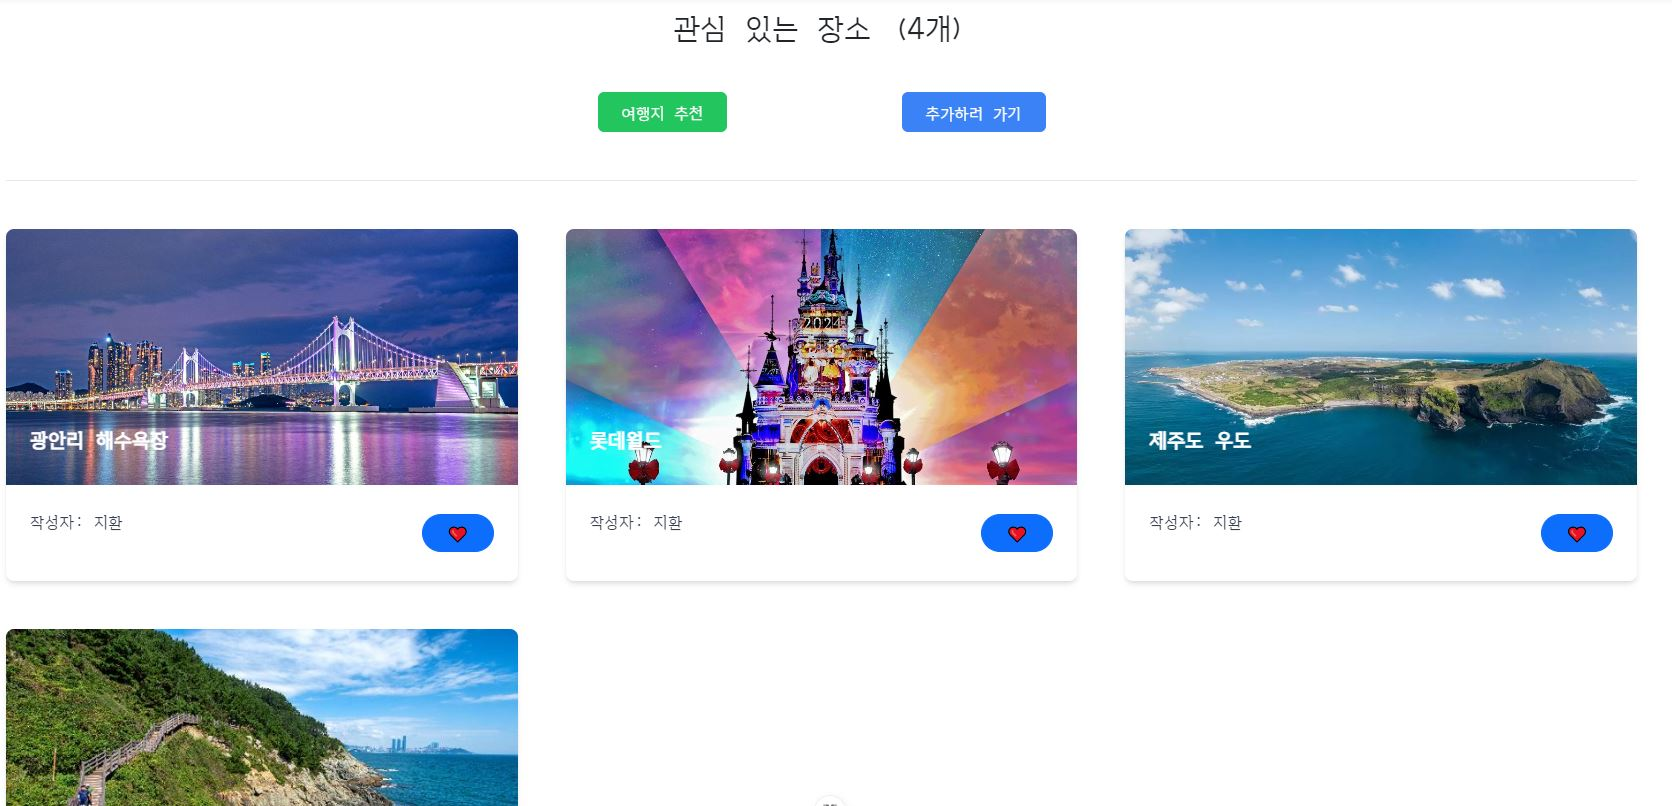 관심 있는 장소 (4개)
여행지 추천
추가하러 가기
2024
광안리 해수욕장
롯데월드
제주도 우도
작성자: 지환
작성자: 지환
작성자: 지환